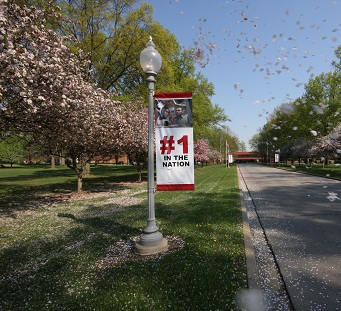 #1
IN THE
NATION